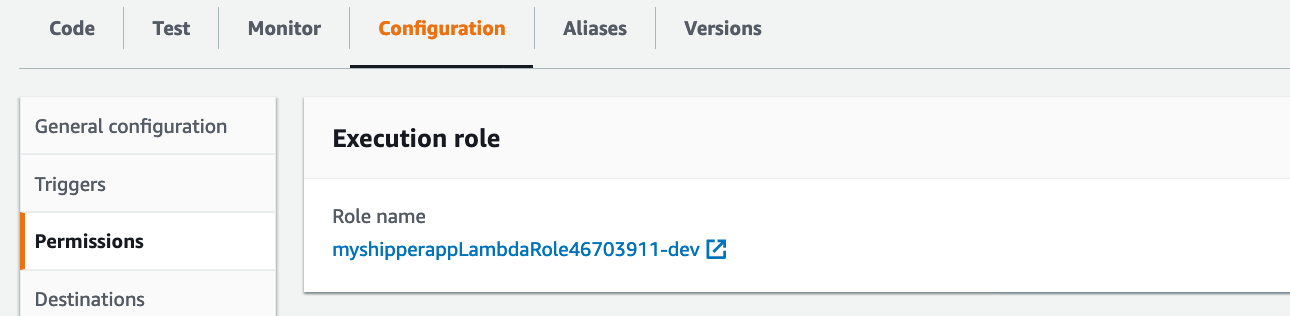 Code Test Monitor Configuration Aliases Versions
General configuration
Triggers
Permissions
Destinations
Execution role
Role name
myshipperappLambdaRole46703911-dev